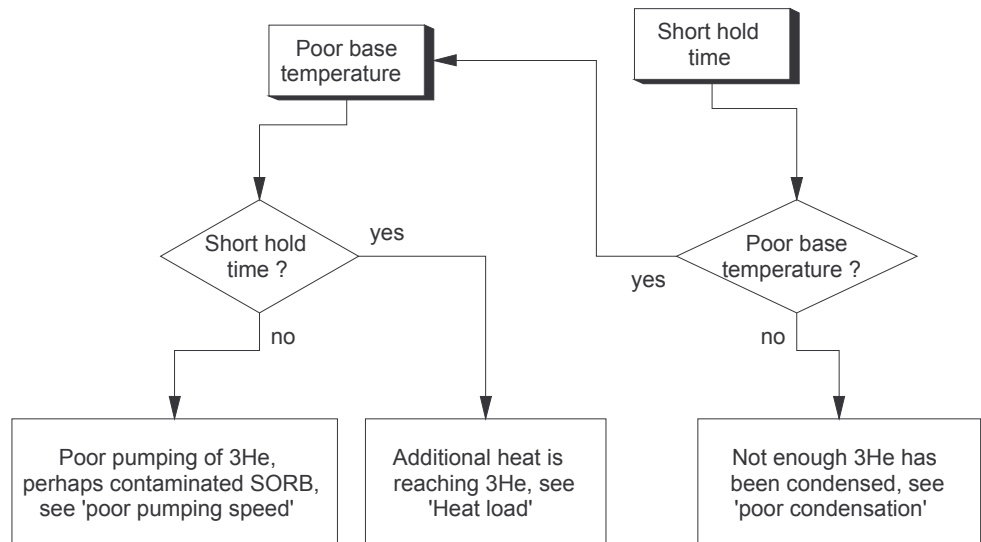 Poor base
temperature
Short hold
time
Short hold
time ?
yes
no
Poor base
temperature ?
yes
no
Poor pumping of 3He,
perhaps contaminated SORB,
see 'poor pumping speed'
Additional heat is
reaching 3He, see
'Heat load'
Not enough 3He has
been condensed, see
'poor condensation'